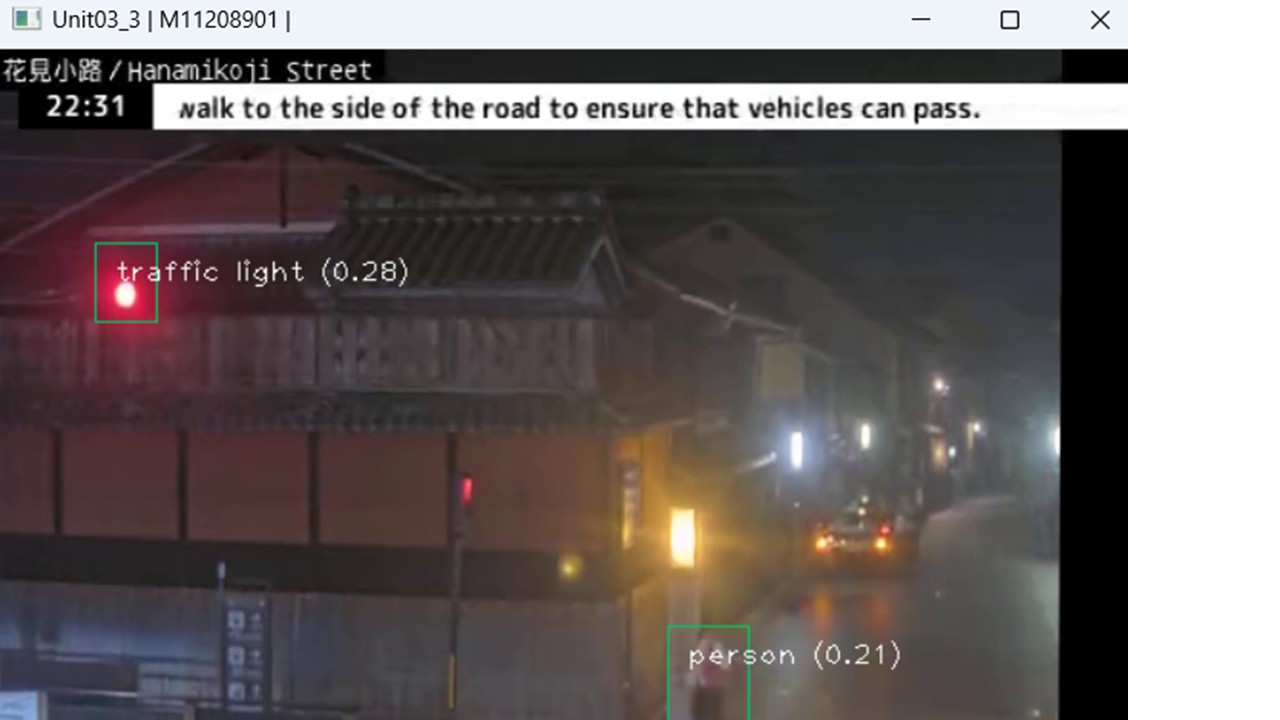 Unit03_3 | M11208901 |
花見小路 / Hanamikoji Street
22:31
walk to the side of the road to ensure that vehicles can pass.
traffic light (0.28)
person (0.21)